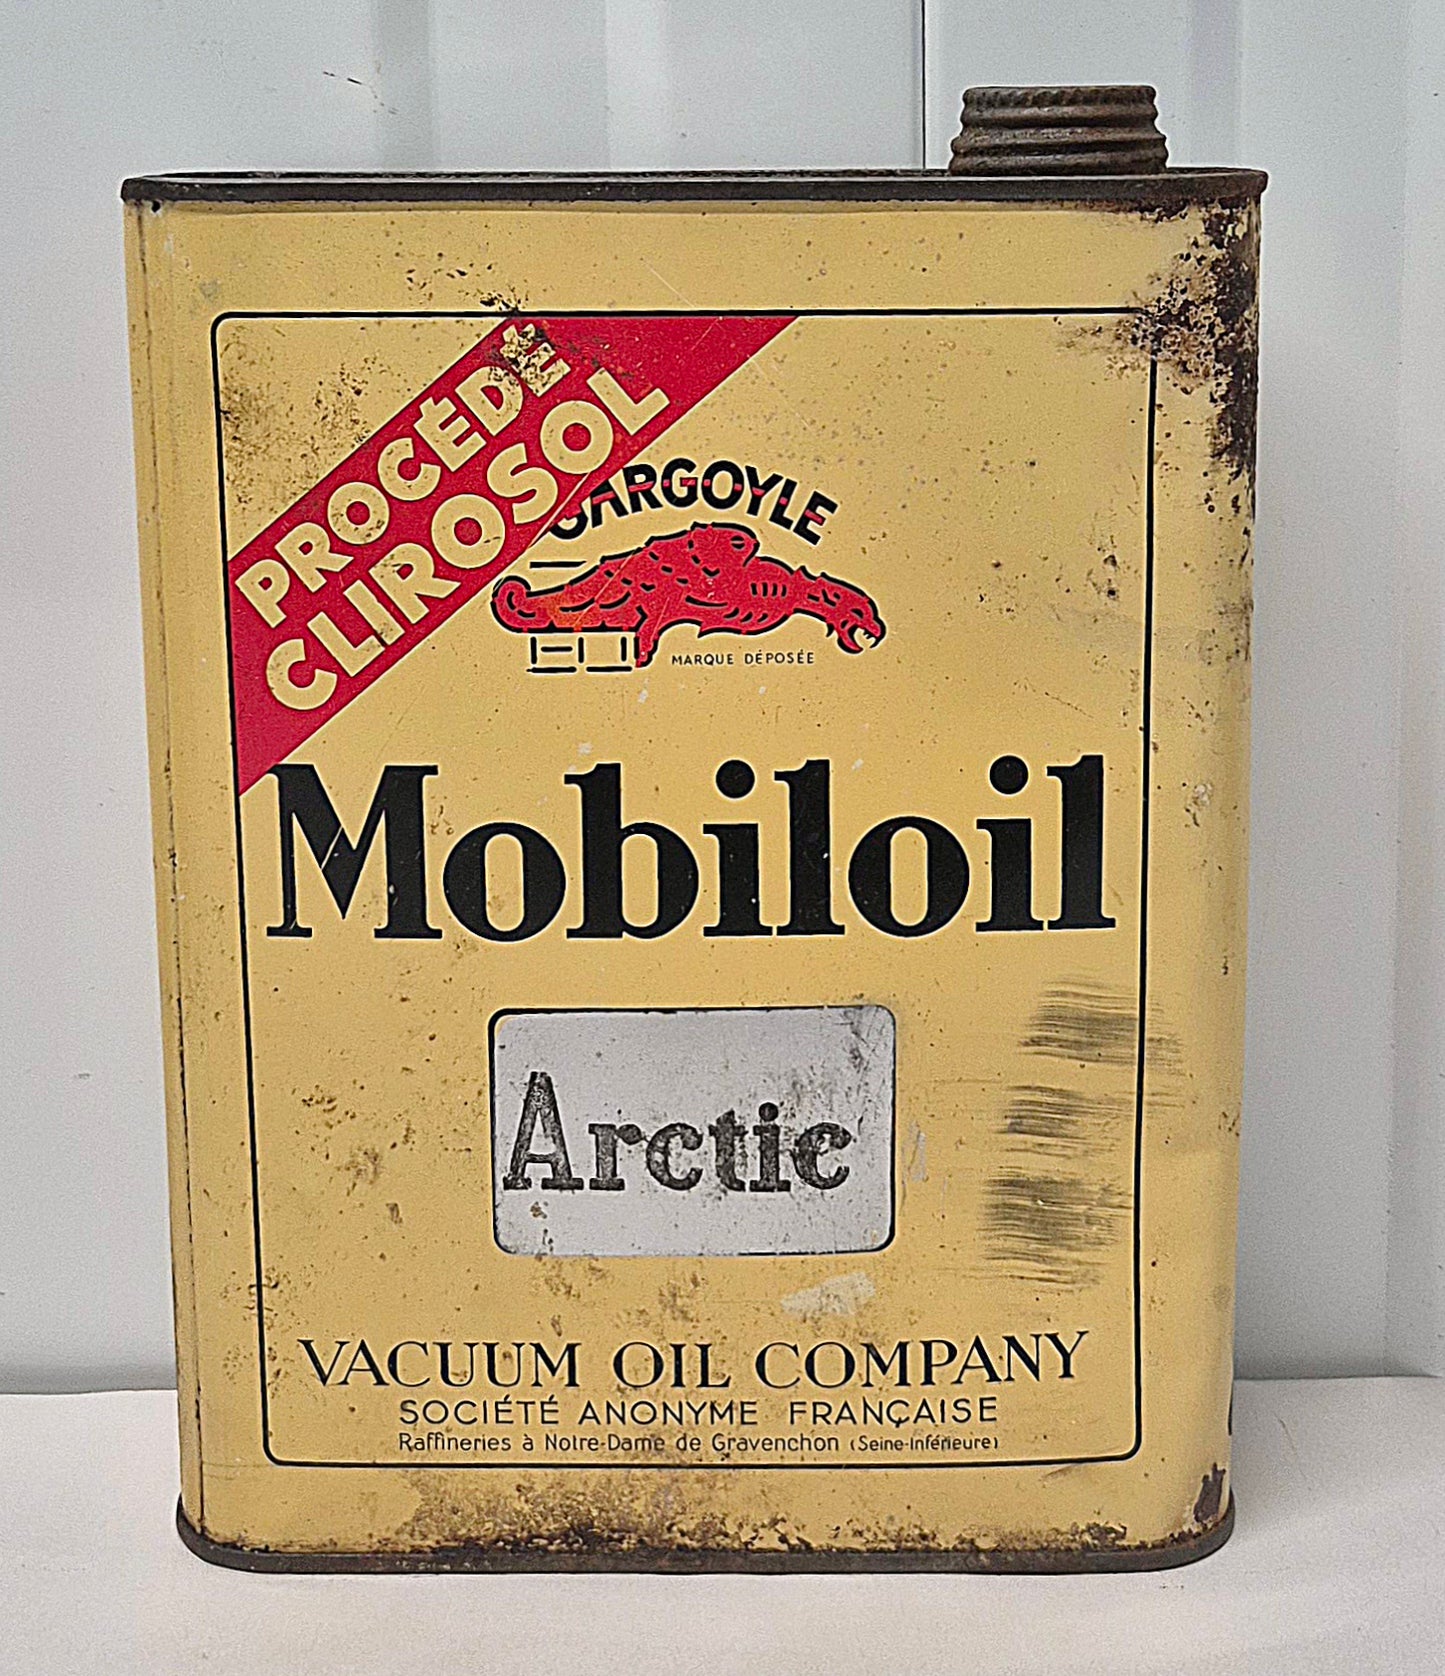 PROCÉDÉ
CLIROSOL
GARGOYLE
MARQUE DÉPOSÉE
Mobiloil
Arctic
VACUUM OIL COMPANY
SOCIÉTÉ ANONYME FRANÇAISE
Raffineries à Notre-Dame de Gravenchon (Seine-Inférieure)